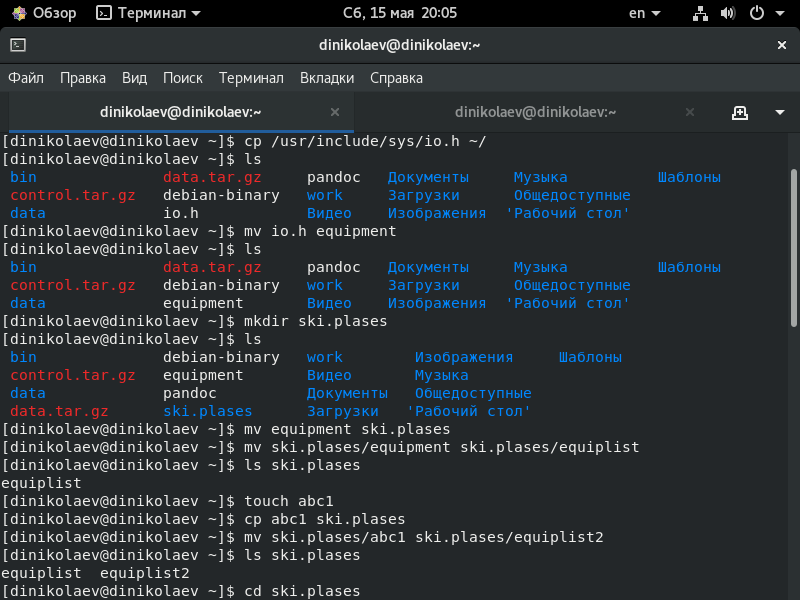 Обзор Терминал Сб, 15 мая 20:05 en
dinikolaev@dinikolaev:~
Файл Правка Вид Поиск Терминал Вкладки Справка
dinikolaev@dinikolaev:~ dinikolaev@dinikolaev:~
[dinikolaev@dinikolaev ~]$ cp /usr/include/sys/io.h ~/
[dinikolaev@dinikolaev ~]$ ls
bin data.tar.gz pandoc Документы Музыка Шаблоны
control.tar.gz debian-binary work Загрузки Общедоступные
data io.h Видео Изображения 'Рабочий стол'
[dinikolaev@dinikolaev ~]$ mv io.h equipment
[dinikolaev@dinikolaev ~]$ ls
bin data.tar.gz pandoc Документы Музыка Шаблоны
control.tar.gz debian-binary work Загрузки Общедоступные
data equipment Видео Изображения 'Рабочий стол'
[dinikolaev@dinikolaev ~]$ mkdir ski.plases
[dinikolaev@dinikolaev ~]$ ls
bin debian-binary work Изображения Шаблоны
control.tar.gz equipment Видео Музыка
data pandoc Документы Общедоступные
data.tar.gz ski.plases Загрузки 'Рабочий стол'
[dinikolaev@dinikolaev ~]$ mv equipment ski.plases
[dinikolaev@dinikolaev ~]$ mv ski.plases/equipment ski.plases/equiplist
[dinikolaev@dinikolaev ~]$ ls ski.plases
equiplist
[dinikolaev@dinikolaev ~]$ touch abc1
[dinikolaev@dinikolaev ~]$ cp abc1 ski.plases
[dinikolaev@dinikolaev ~]$ mv ski.plases/abc1 ski.plases/equiplist2
[dinikolaev@dinikolaev ~]$ ls ski.plases
equiplist equiplist2
[dinikolaev@dinikolaev ~]$ cd ski.plases